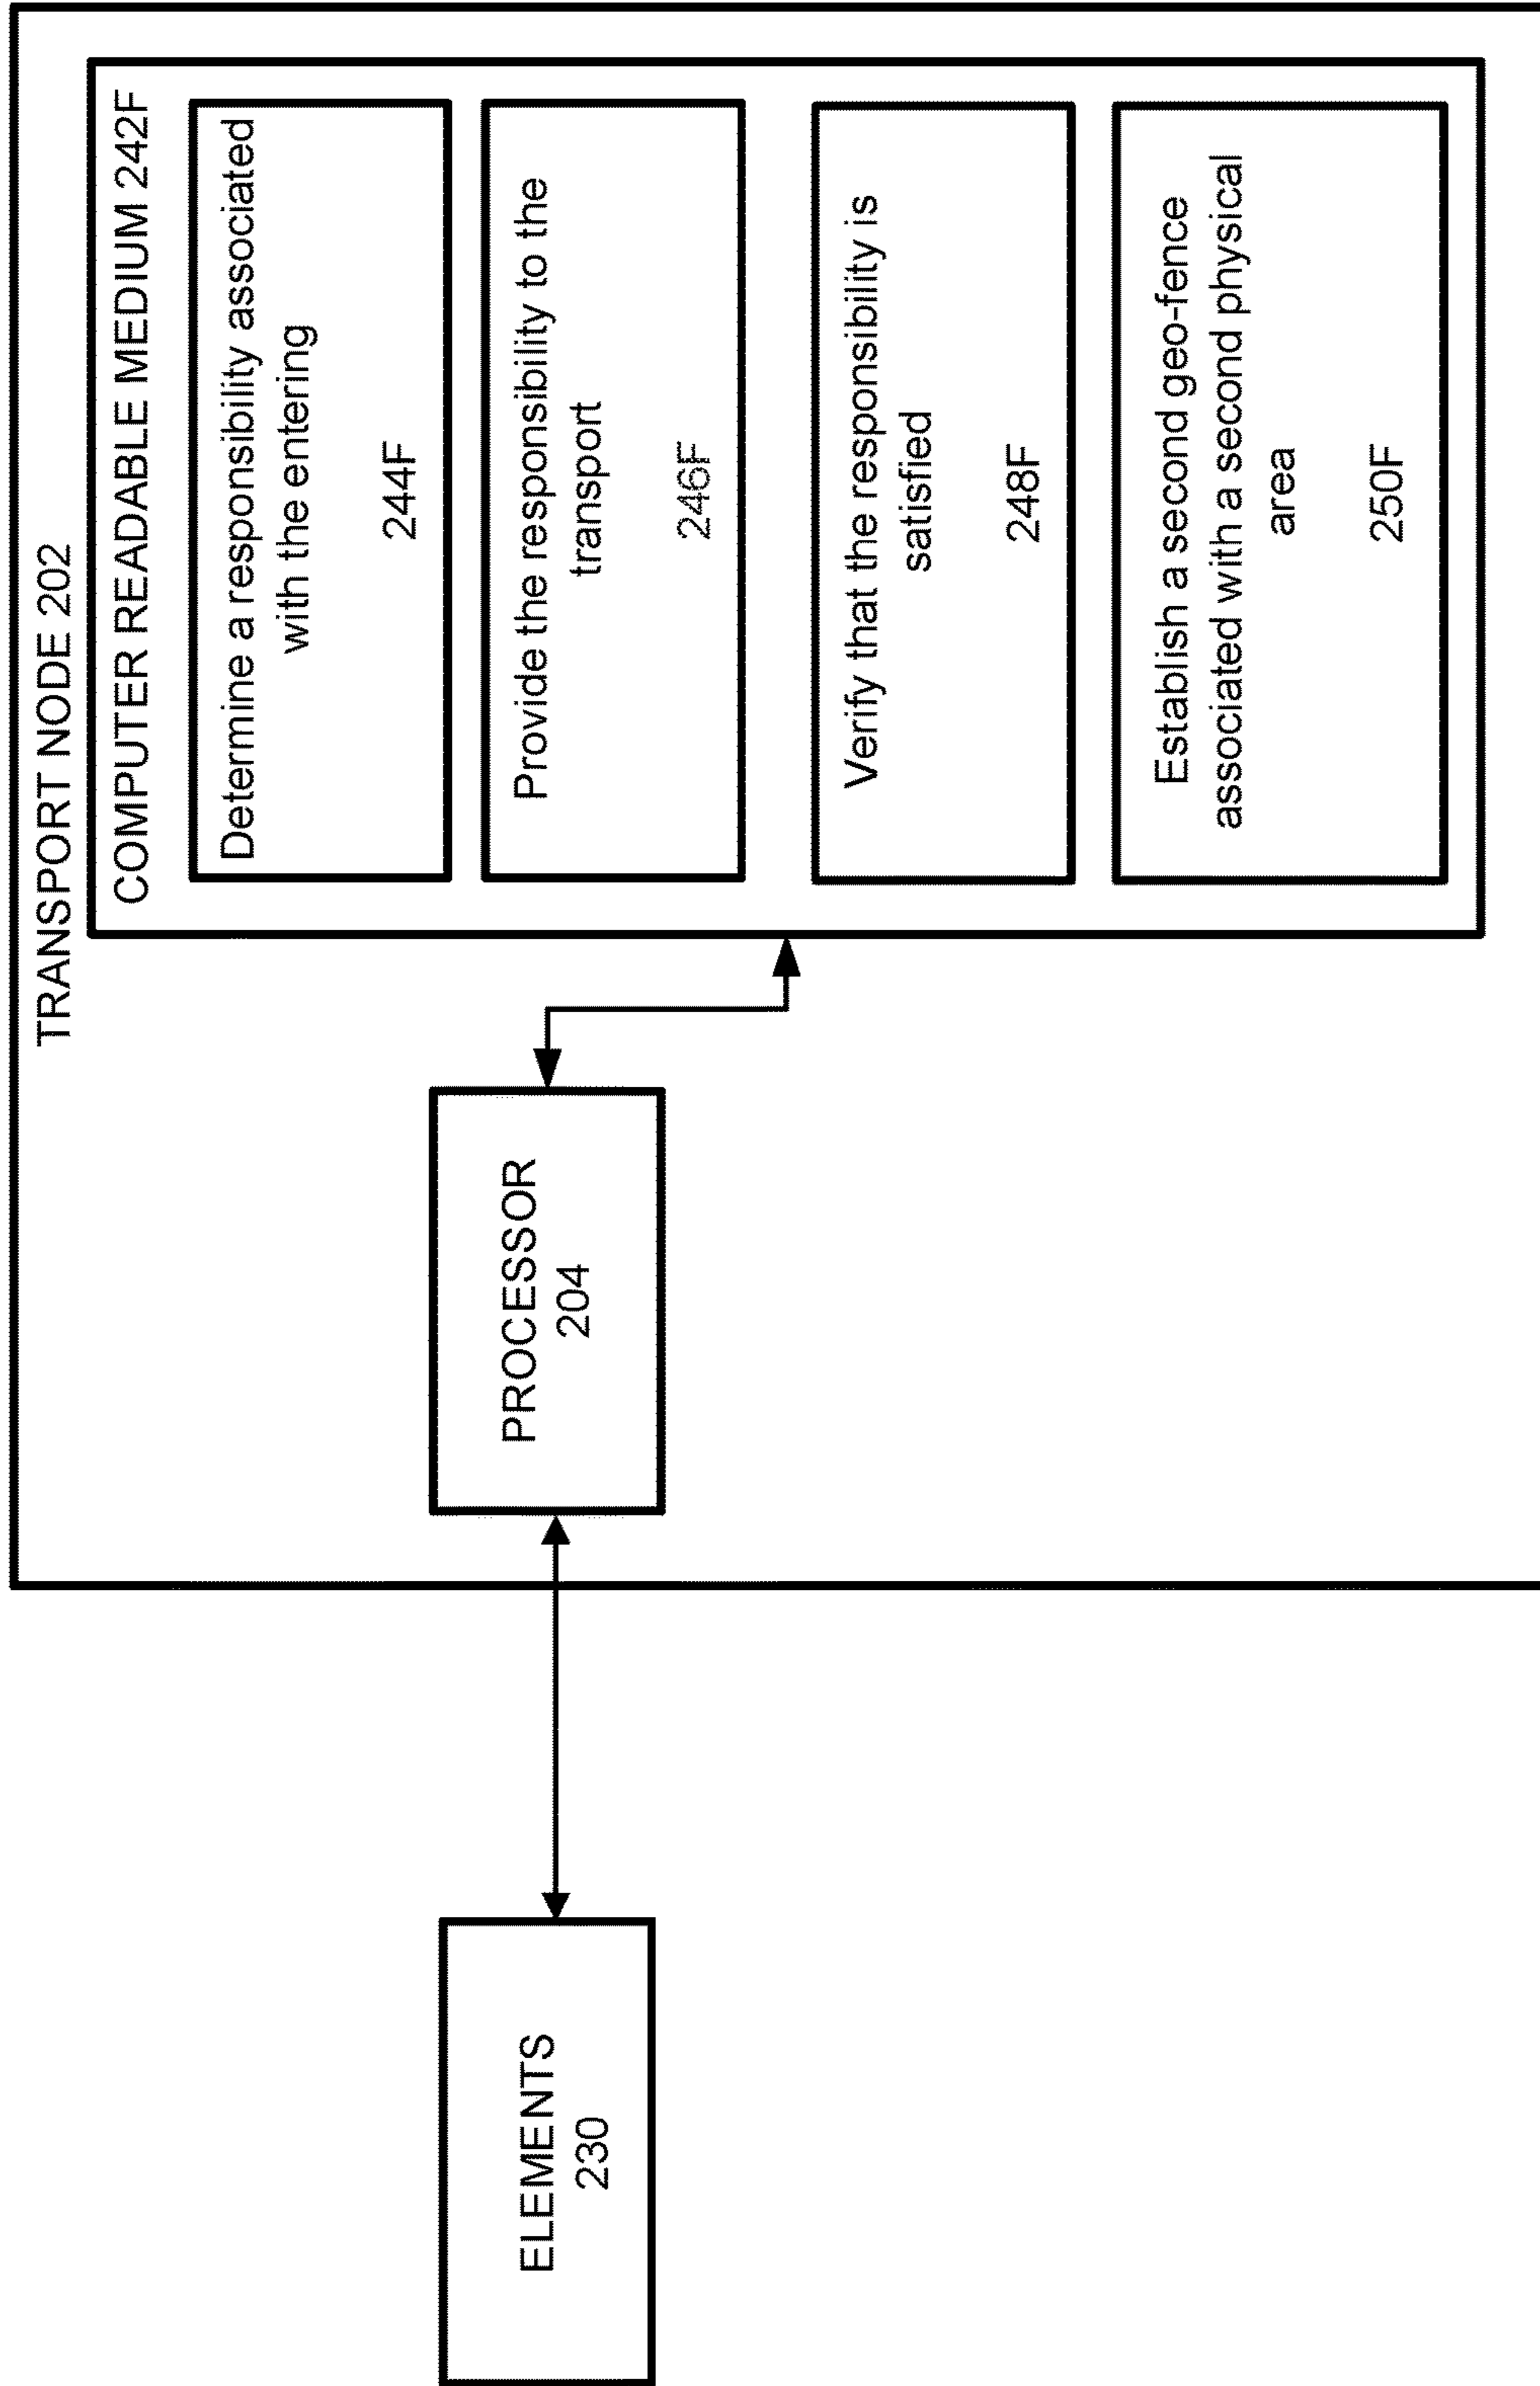 TRANSPORT NODE 202
COMPUTER READABLE MEDIUM 242F
Determine a responsibility associated
with the entering
244F
Provide the responsibility to the
transport
246F
Verify that the responsibility is
satisfied
248F
Establish a second geo-fence
associated with a second physical
area
250F
PROCESSOR
204
ELEMENTS
230